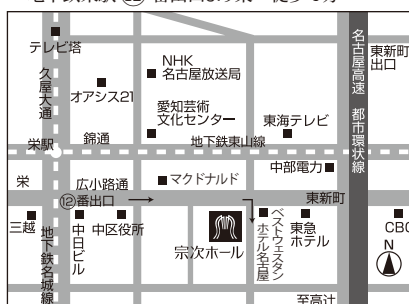 テレビ塔
久屋大通
オアシス21
NHK
名古屋放送局
愛知芸術
文化センター
東海テレビ
名古屋高速 都市環状線
東新町
出口
錦通
栄駅
地下鉄東山線
中部電力
栄
広小路通
マクドナルド
⑫番出口
東新町
三越
地下鉄名城線
中日ビル
中区役所
宗次ホール
ベストウェスタン
ホテル名古屋
東急
ホテル
CBC
N
至高辻